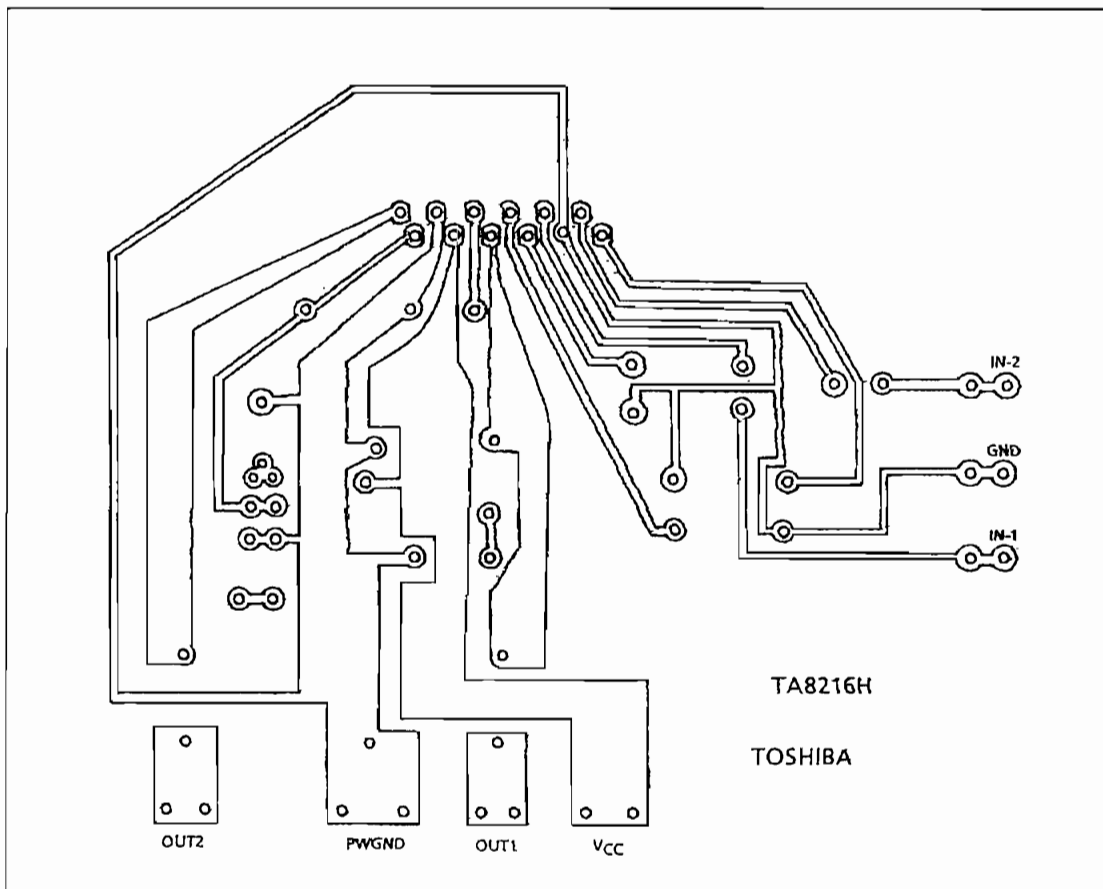 IN-2
GND
IN-1
TA8216H
TOSHIBA
OUT2
PWGND
OUT1
VCC